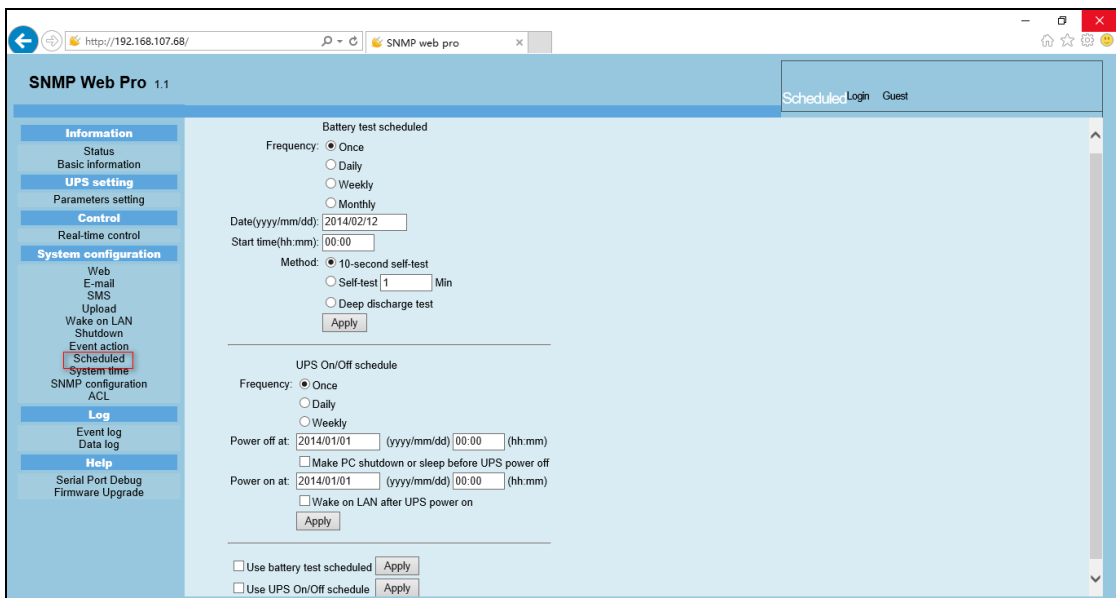 http://192.168.107.68/
SNMP web pro
SNMP Web Pro 1.1
Scheduled Login Guest
Information
Status
Basic information
UPS setting
Parameters setting
Control
Real-time control
System configuration
Web
E-mail
SMS
Upload
Wake on LAN
Shutdown
Event action
Scheduled
System time
SNMP configuration
ACL
Log
Event log
Data log
Help
Serial Port Debug
Firmware Upgrade
Battery test scheduled
Frequency: Once
Daily
Weekly
Monthly
Date(yyyy/mm/dd): 2014/02/12
Start time(hh:mm): 00:00
Method: 10-second self-test
Self-test 1 Min
Deep discharge test
Apply
UPS On/Off schedule
Frequency: Once
Daily
Weekly
Power off at: 2014/01/01 (yyyy/mm/dd) 00:00 (hh:mm)
Make PC shutdown or sleep before UPS power off
Power on at: 2014/01/01 (yyyy/mm/dd) 00:00 (hh:mm)
Wake on LAN after UPS power on
Apply
Use battery test scheduled Apply
Use UPS On/Off schedule Apply